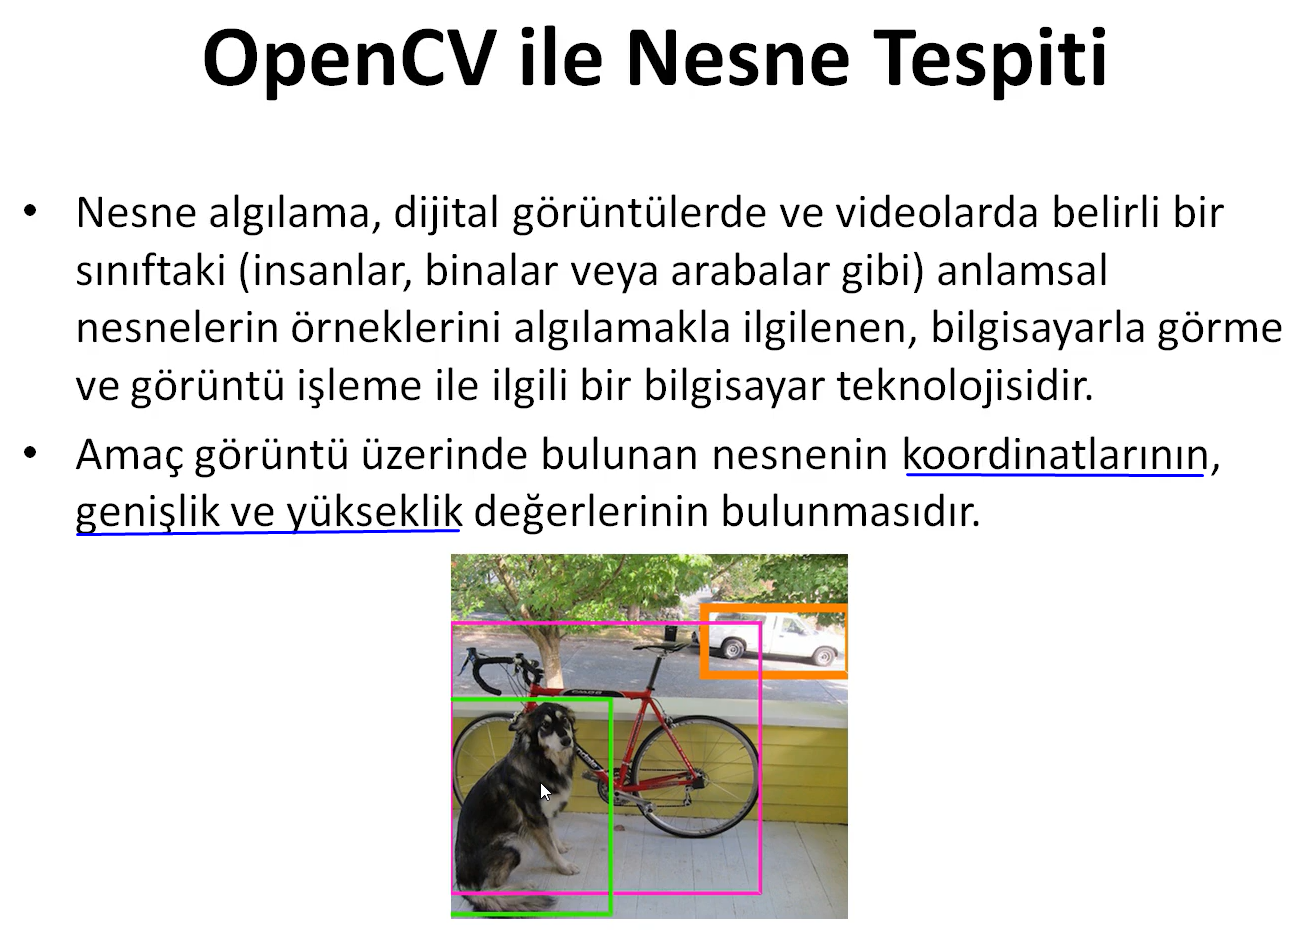 OpenCV ile Nesne Tespiti
• Nesne algılama, dijital görüntülerde ve videolarda belirli bir
sınıftaki (insanlar, binalar veya arabalar gibi) anlamsal
nesnelerin örneklerini algılamakla ilgilenen, bilgisayarla görme
ve görüntü işleme ile ilgili bir bilgisayar teknolojisidir.
• Amaç görüntü üzerinde bulunan nesnenin koordinatlarının,
genişlik ve yükseklik değerlerinin bulunmasıdır.